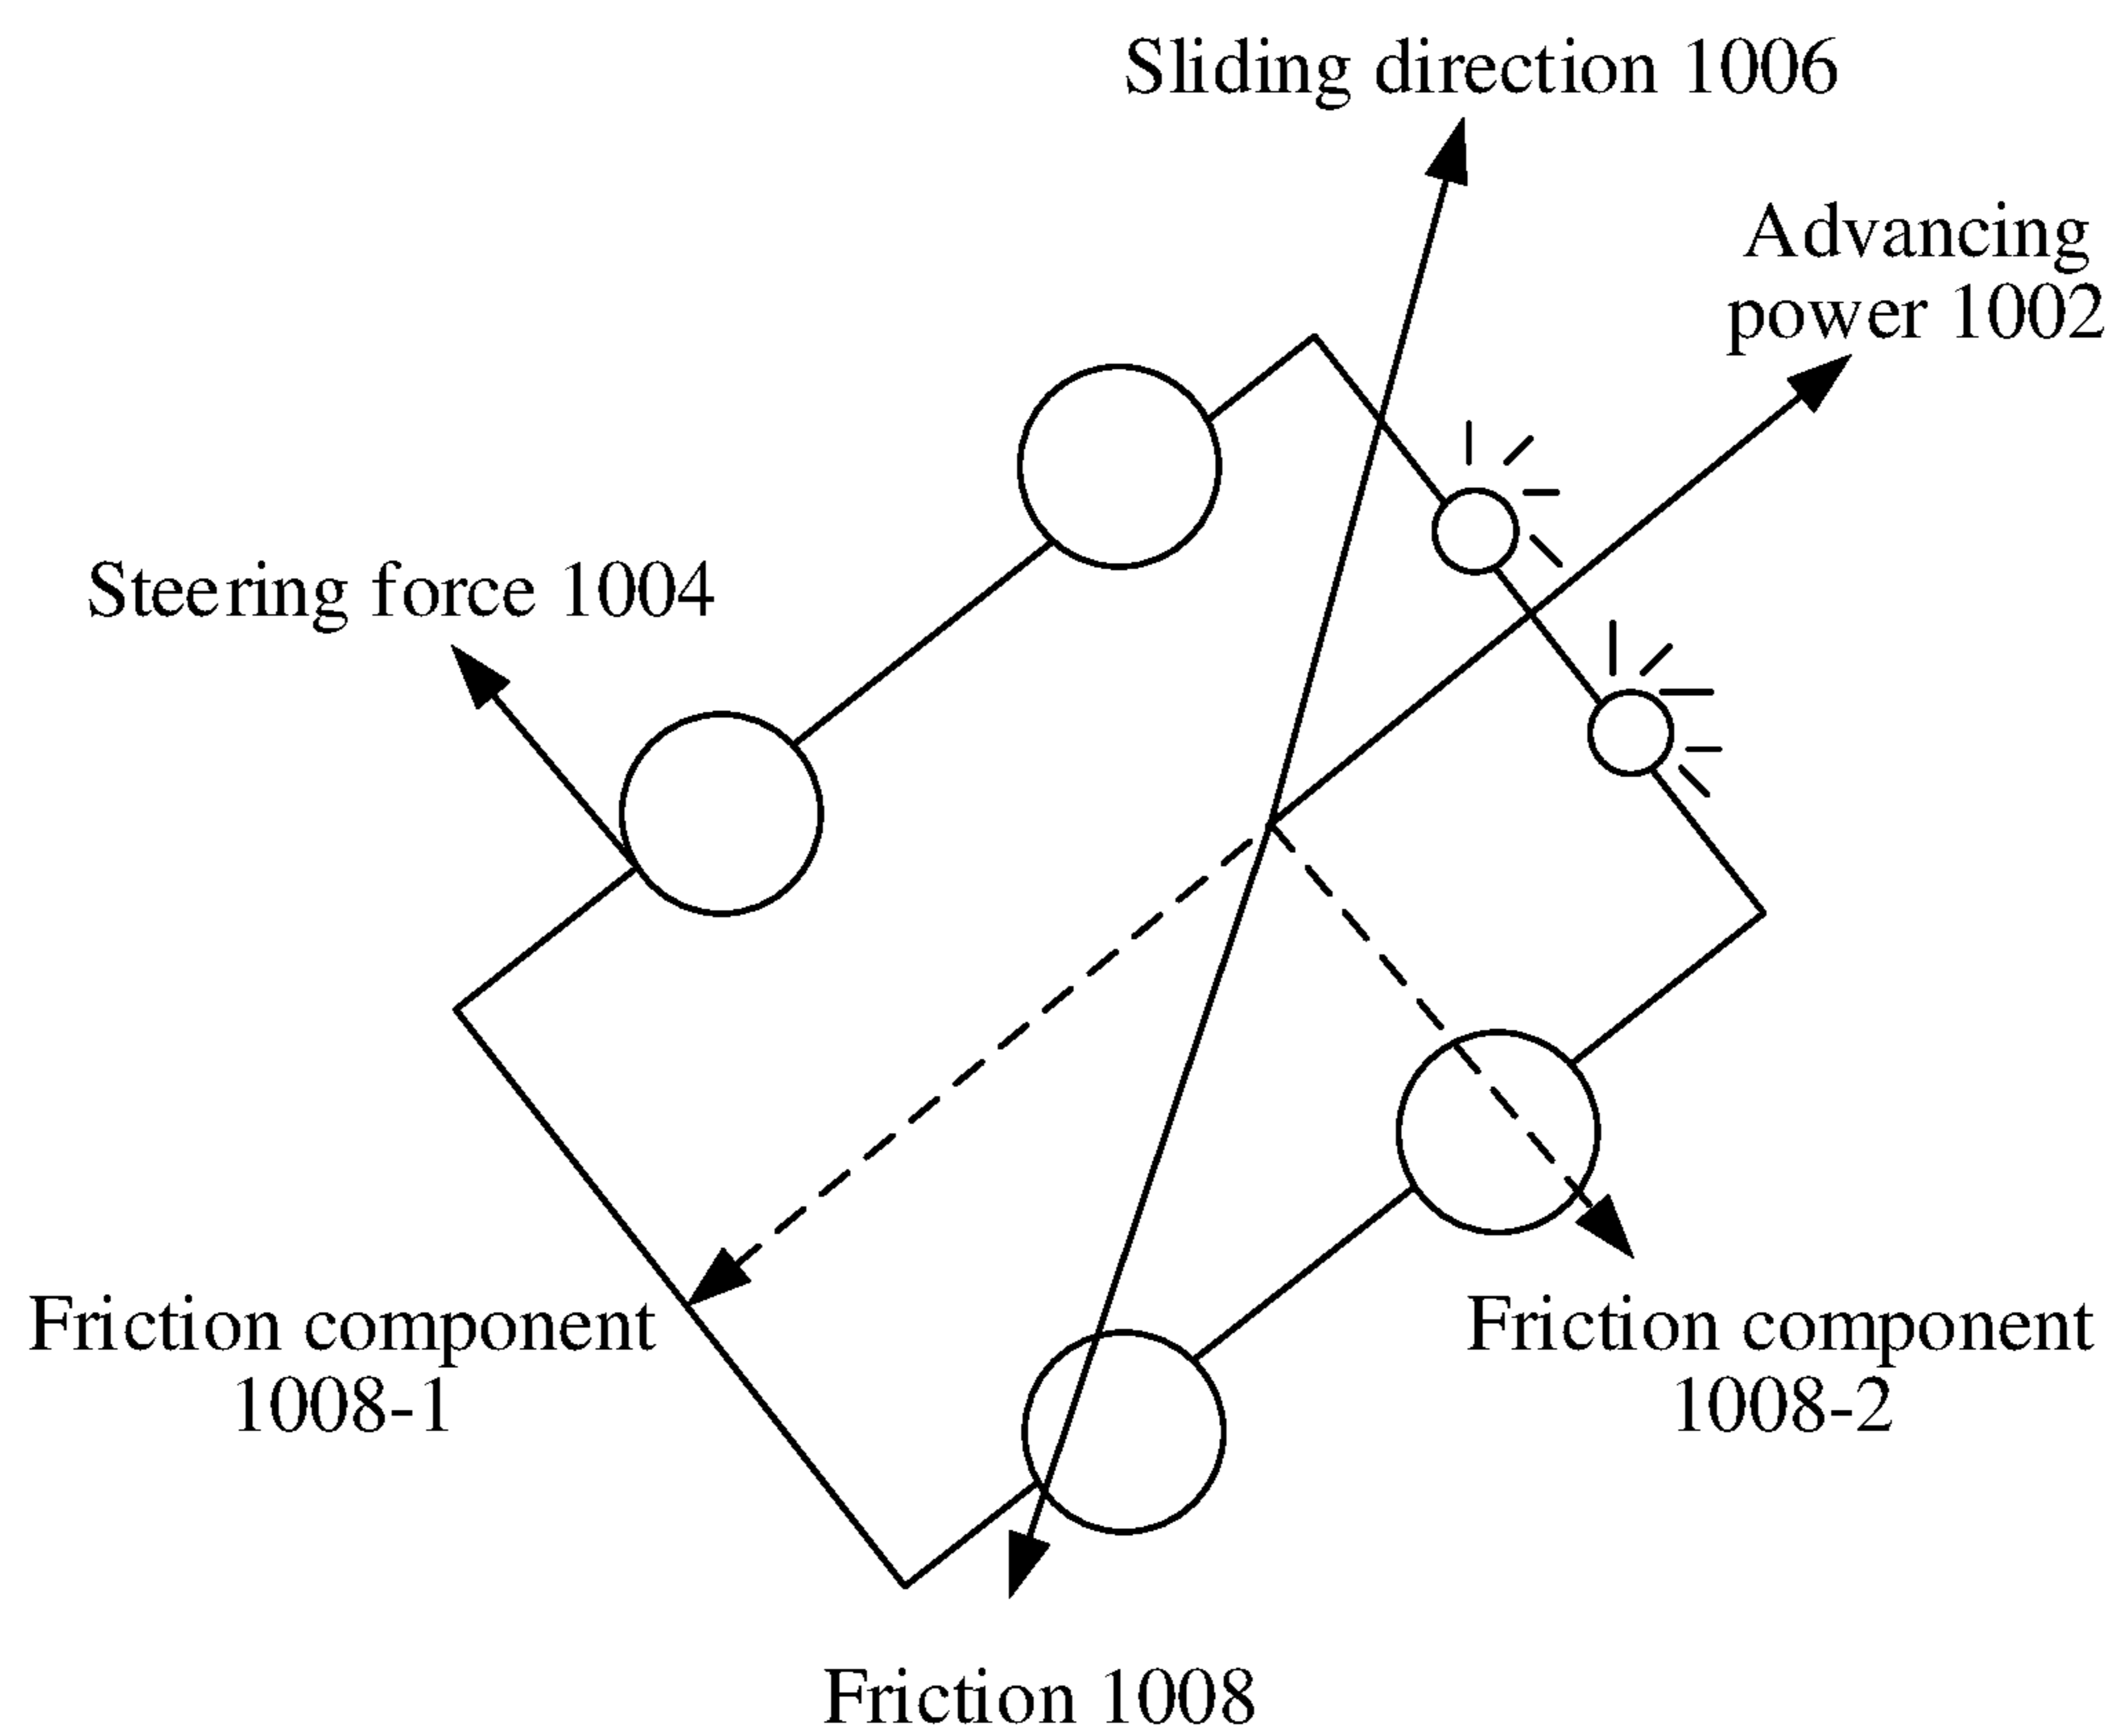 Sliding direction 1006
Advancing
power 1002
Steering force 1004
Friction component
1008-1
Friction component
1008-2
Friction 1008